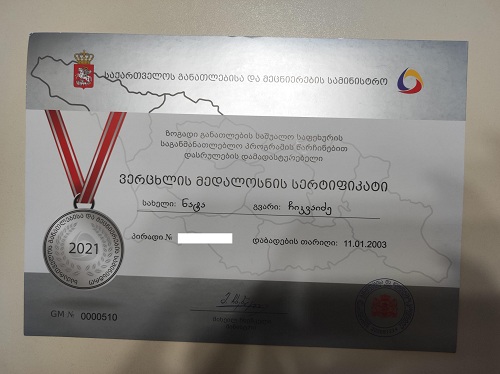 საქართველოს განათლებისა და მეცნიერების სამინისტრო
ზოგადი განათლების საშუალო საფეხურის
საგანმანათლებლო პროგრამის წარჩინებით
დასრულების დამადასტურებელი
ვერცხლის მედალოსნის სერტიფიკატი
სახელი: ნატა გვარი: ჩიკვაიძე
პირადი № დაბადების თარიღი: 11.01.2003
2021
GM № 0000510